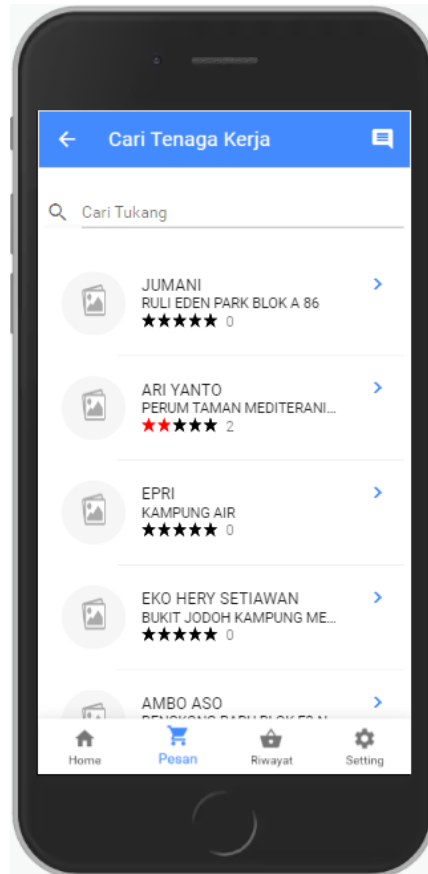 Cari Tenaga Kerja
Cari Tukang
JUMANI
RULI EDEN PARK BLOK A 86
★★★★★ 0
ARI YANTO
PERUM TAMAN MEDITERANI...
★★★★★ 2
EPRI
KAMPUNG AIR
★★★★★ 0
EKO HERY SETIAWAN
BUKIT JODOH KAMPUNG ME...
★★★★★ 0
AMBO ASO
Home Pesan Riwayat Setting